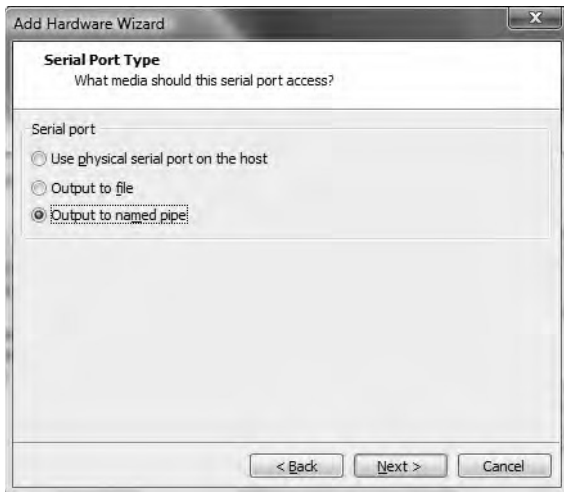 Add Hardware Wizard
Serial Port Type
What media should this serial port access?
Serial port
Use physical serial port on the host
Output to file
Output to named pipe
< Back
Next >
Cancel